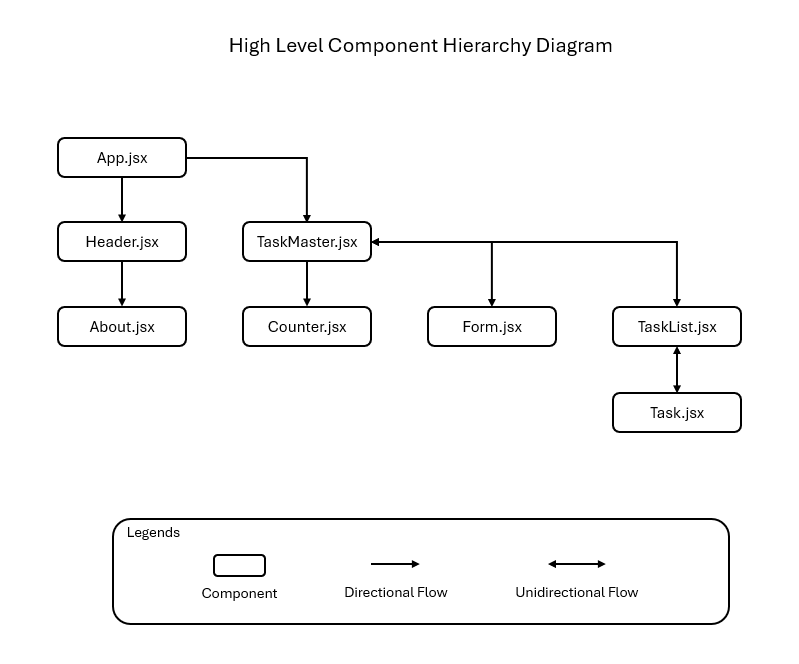 High Level Component Hierarchy Diagram
App.jsx
Header.jsx
TaskMaster.jsx
About.jsx
Counter.jsx
Form.jsx
TaskList.jsx
Task.jsx
Legends
Component
Directional Flow
Unidirectional Flow